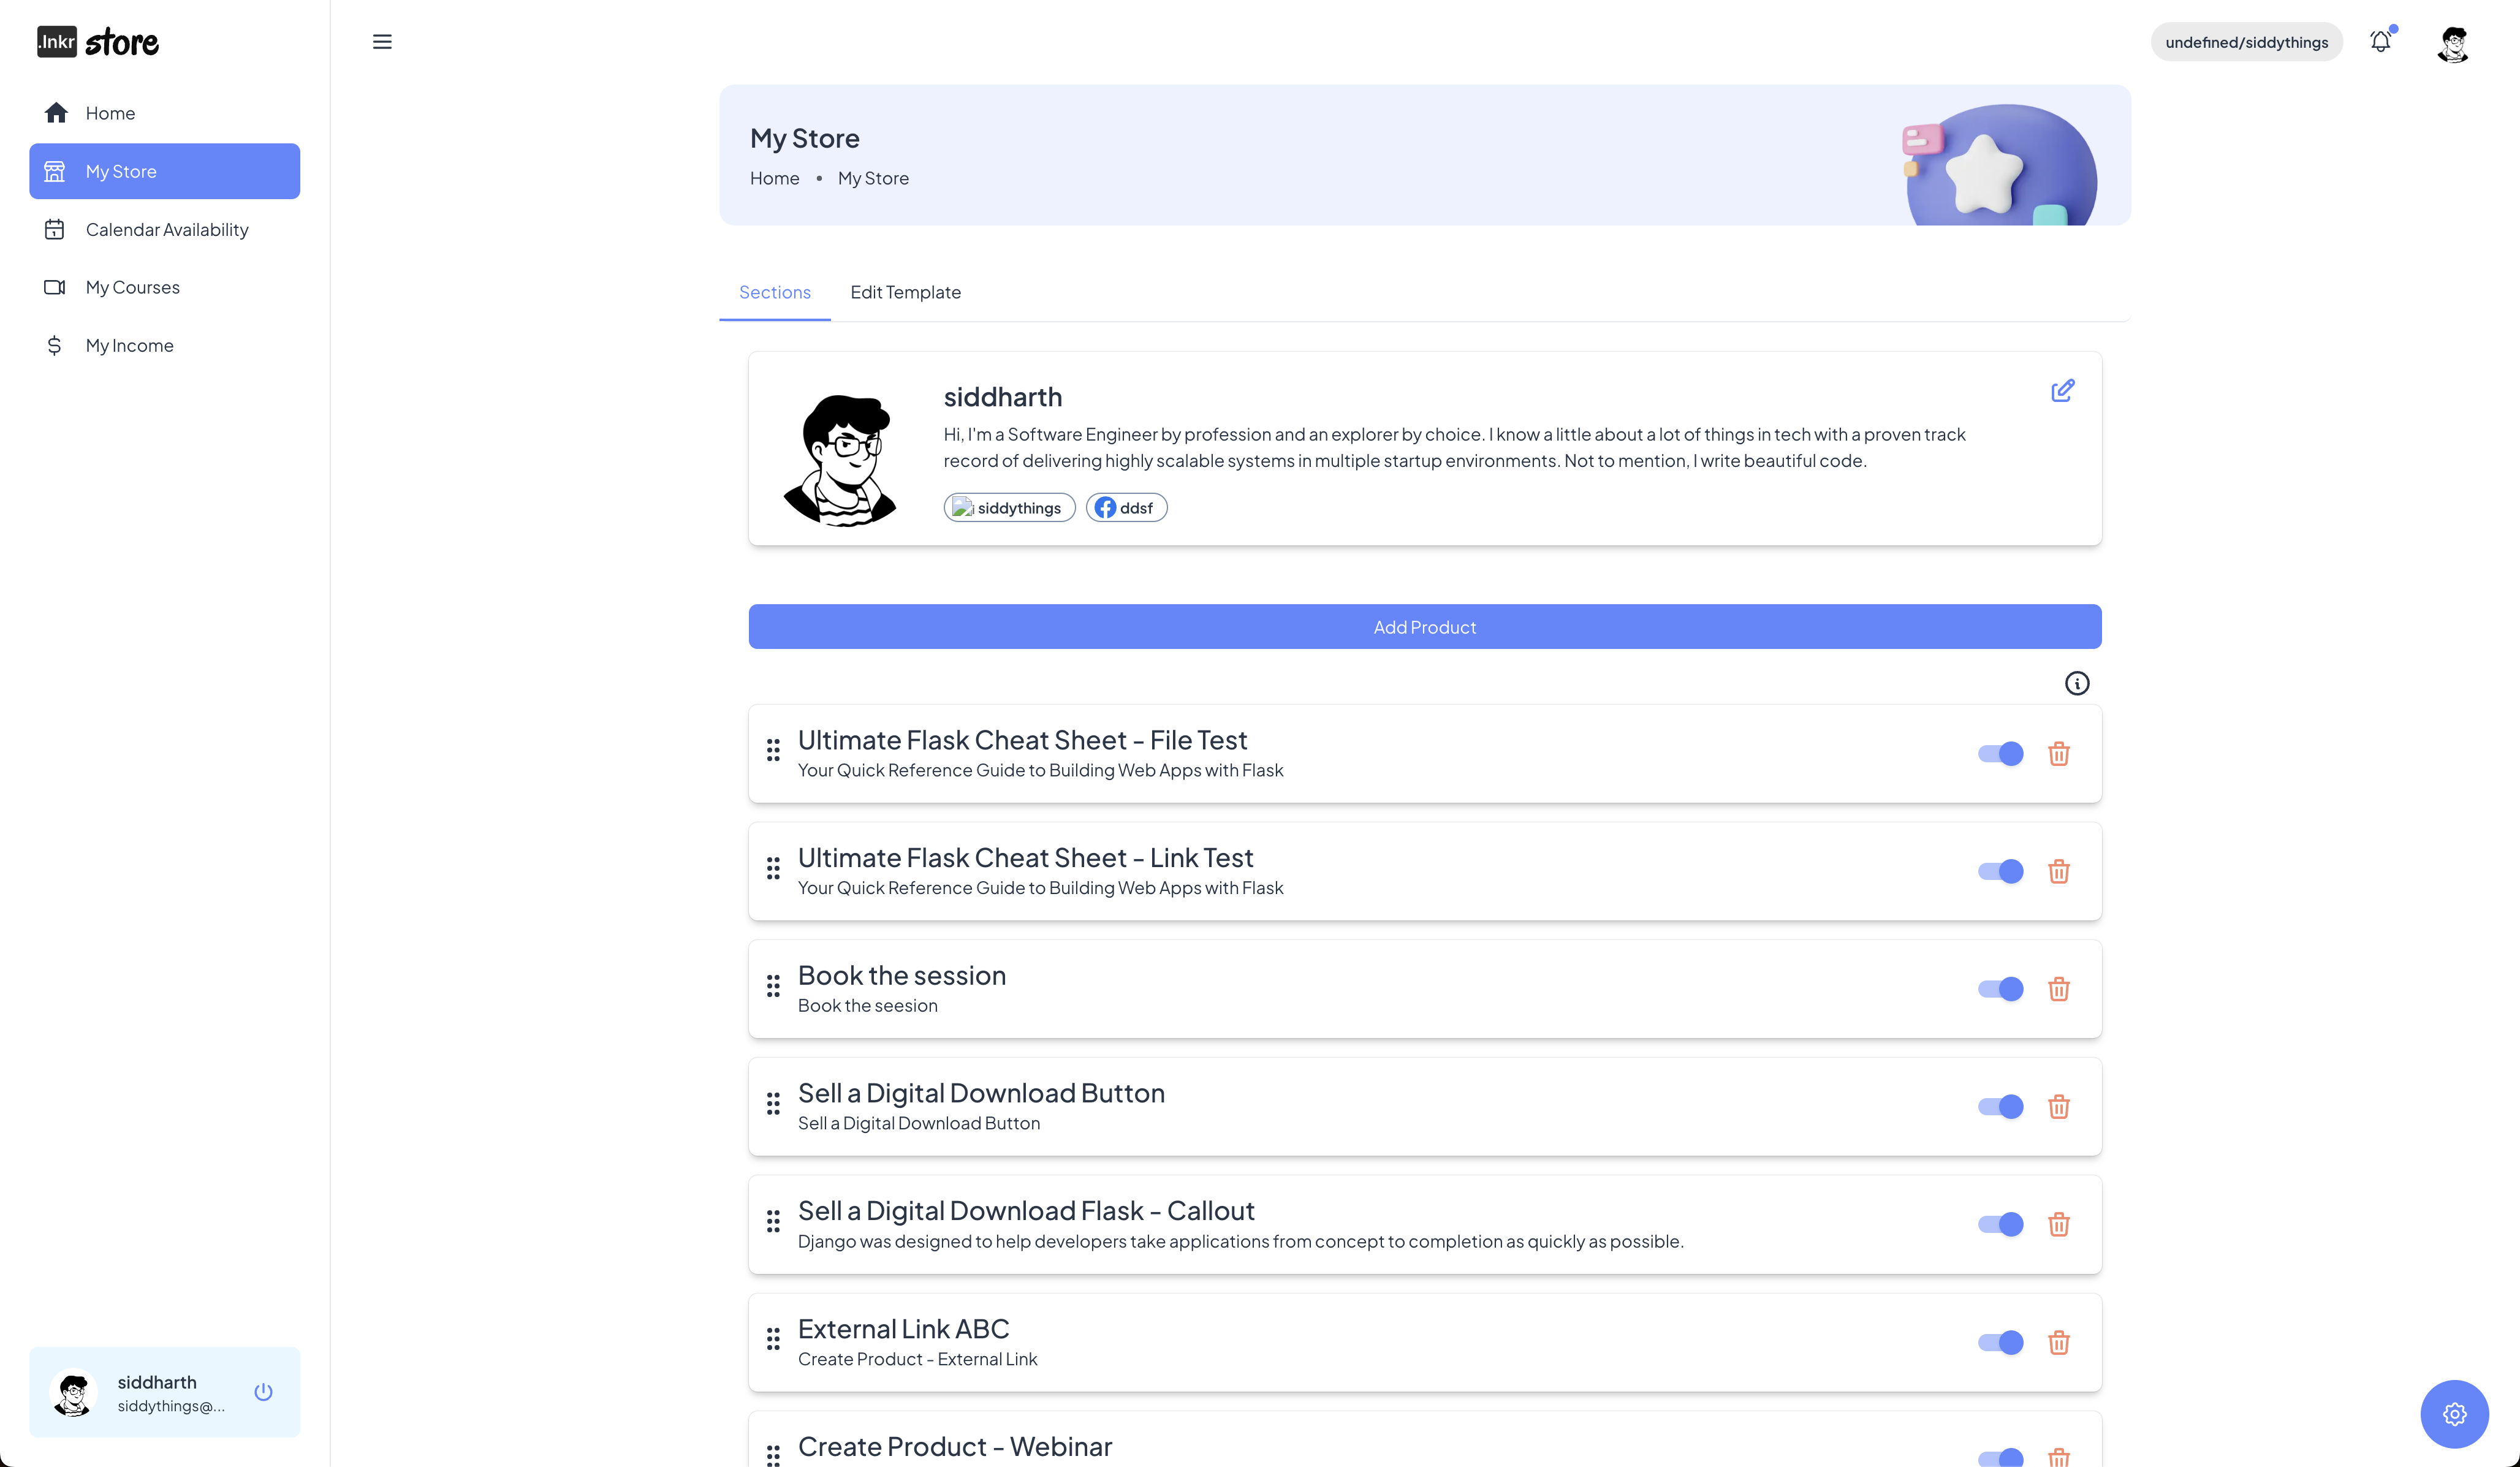 .lnkr store
undefined/siddythings
Home
My Store
Calendar Availability
My Courses
My Income
My Store
Home • My Store
Sections
Edit Template
siddharth
Hi, I'm a Software Engineer by profession and an explorer by choice. I know a little about a lot of things in tech with a proven track
record of delivering highly scalable systems in multiple startup environments. Not to mention, I write beautiful code.
siddythings
ddsf
Add Product
Ultimate Flask Cheat Sheet - File Test
Your Quick Reference Guide to Building Web Apps with Flask
Ultimate Flask Cheat Sheet - Link Test
Your Quick Reference Guide to Building Web Apps with Flask
Book the session
Book the seesion
Sell a Digital Download Button
Sell a Digital Download Button
Sell a Digital Download Flask - Callout
Django was designed to help developers take applications from concept to completion as quickly as possible.
External Link ABC
Create Product - External Link
Create Product - Webinar
siddharth
siddythings@...